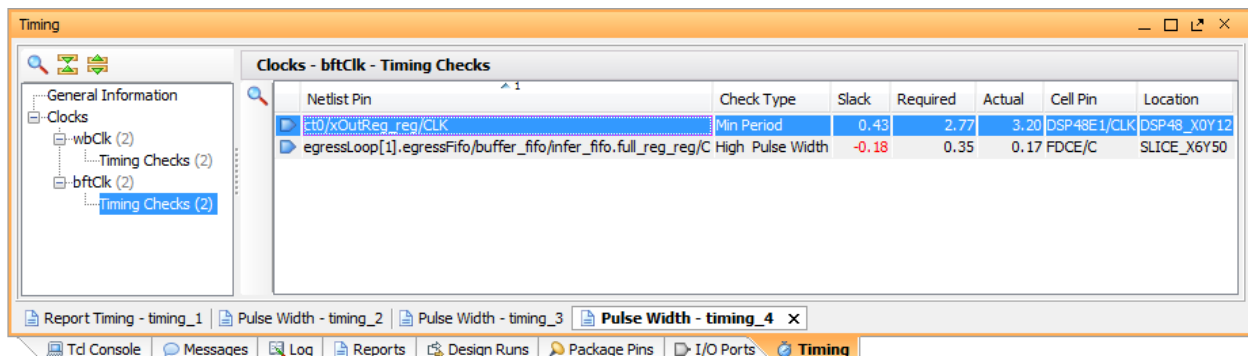 Timing
Clocks - bftClk - Timing Checks
General Information
Clocks
wbClk (2)
Timing Checks (2)
bftClk (2)
Timing Checks (2)
Netlist Pin 1 Check Type Slack Required Actual Cell Pin Location
ct0/xOutReg_reg/CLK Min Period 0.43 2.77 3.20 DSP48E1/CLK DSP48_X0Y12
egressLoop[1].egressFifo/buffer_fifo/infer_fifo.full_reg_reg/C High Pulse Width -0.18 0.35 0.17 FDCE/C SLICE_X6Y50
Report Timing - timing_1 Pulse Width - timing_2 Pulse Width - timing_3 Pulse Width - timing_4
Tcl Console Messages Log Reports Design Runs Package Pins I/O Ports Timing